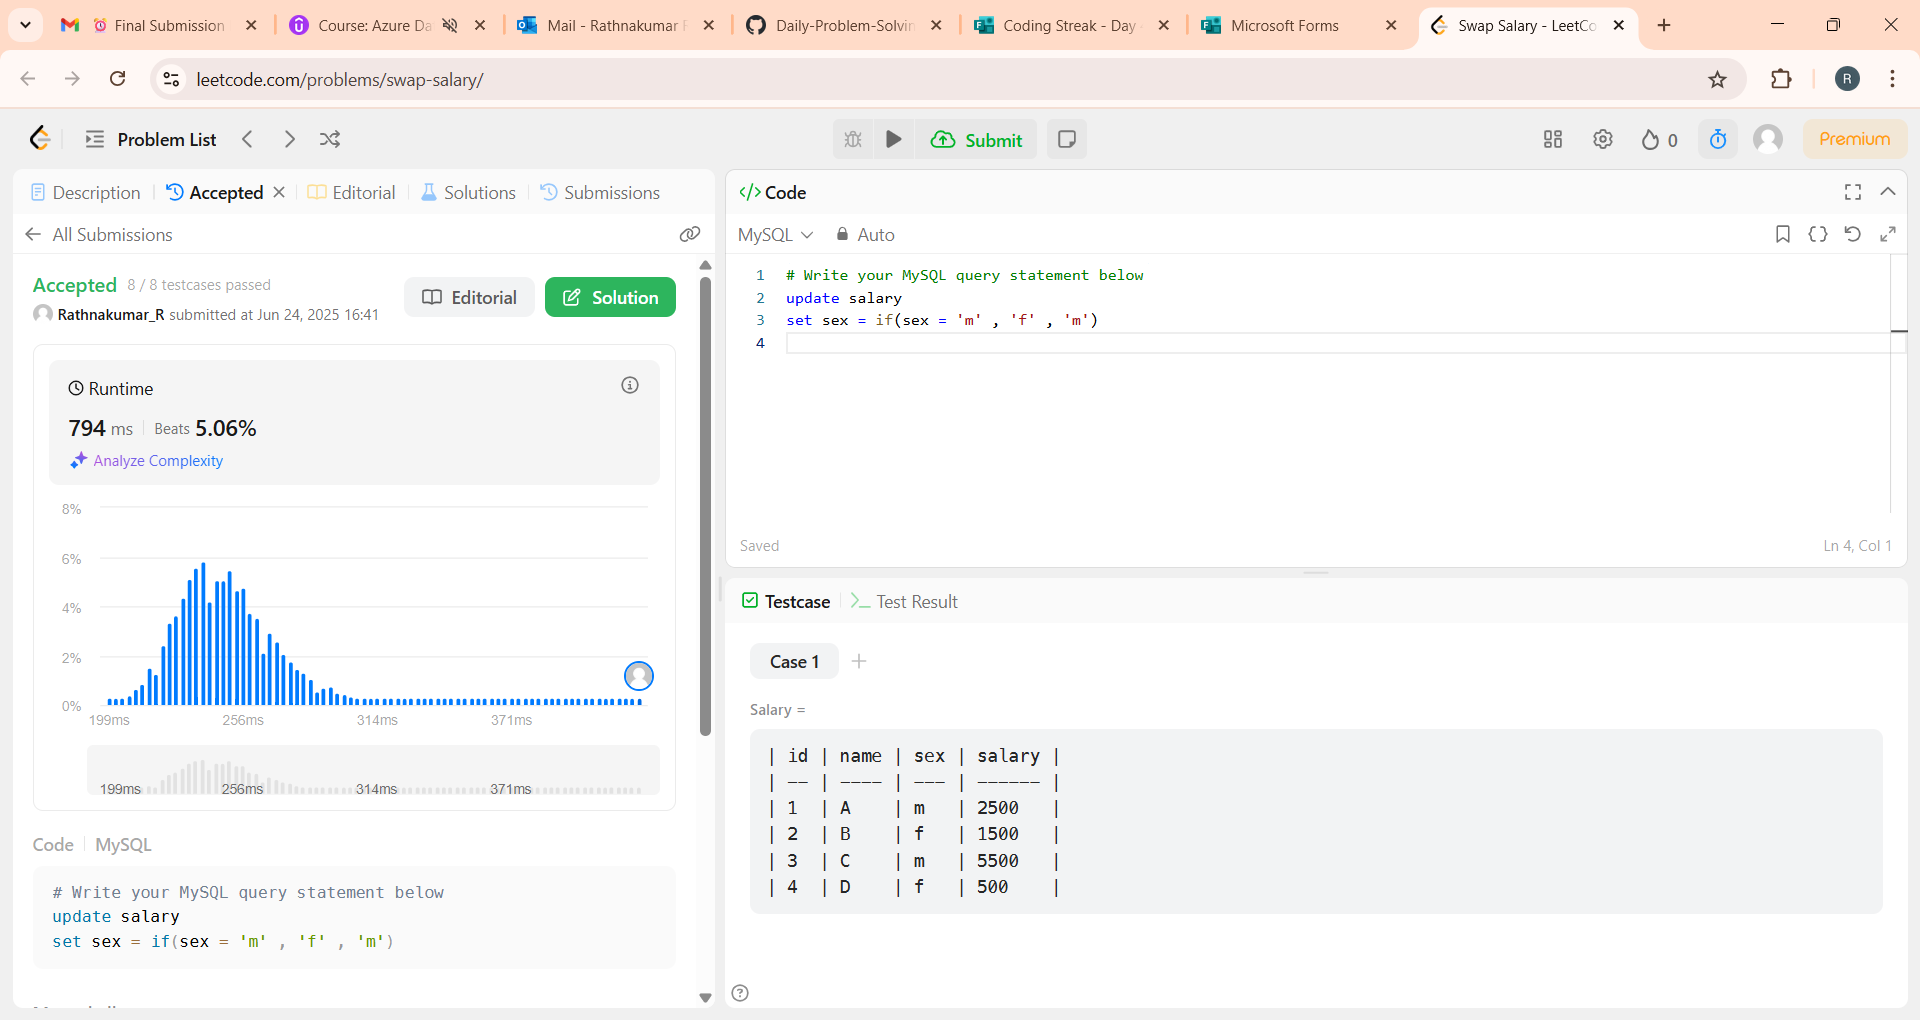 Final Submission
Course: Azure Da
Mail - Rathnakumar
Daily-Problem-Solvin
Coding Streak - Day
Microsoft Forms
Swap Salary - LeetCo
leetcode.com/problems/swap-salary/
R
Problem List
Submit
0
Premium
Description
Accepted
Editorial
Solutions
Submissions
All Submissions
Accepted 8 / 8 testcases passed
Rathnakumar_R submitted at Jun 24, 2025 16:41
Editorial
Solution
Runtime
794 ms Beats 5.06%
Analyze Complexity
8%
6%
4%
2%
0%
199ms 256ms 314ms 371ms
199ms 256ms 314ms 371ms
Code MySQL
# Write your MySQL query statement below
update salary
set sex = if(sex = 'm' , 'f' , 'm')
</> Code
MySQL Auto
1 # Write your MySQL query statement below
2 update salary
3 set sex = if(sex = 'm' , 'f' , 'm')
4
Saved
Ln 4, Col 1
Testcase
Test Result
Case 1
Salary =
| id | name | sex | salary |
| -- | ---- | --- | ------ |
| 1 | A | m | 2500 |
| 2 | B | f | 1500 |
| 3 | C | m | 5500 |
| 4 | D | f | 500 |